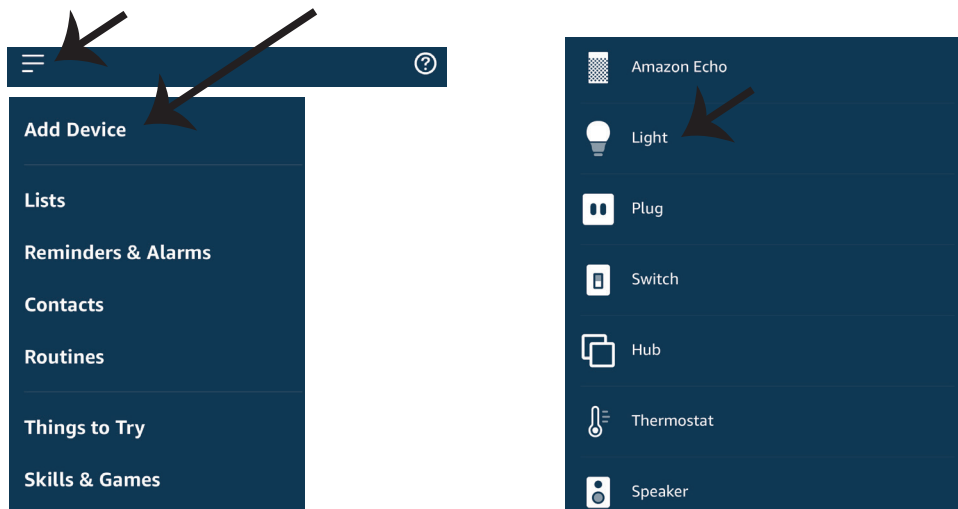 Add Device
Lists
Reminders & Alarms
Contacts
Routines
Things to Try
Skills & Games
Amazon Echo
Light
Plug
Switch
Hub
Thermostat
Speaker